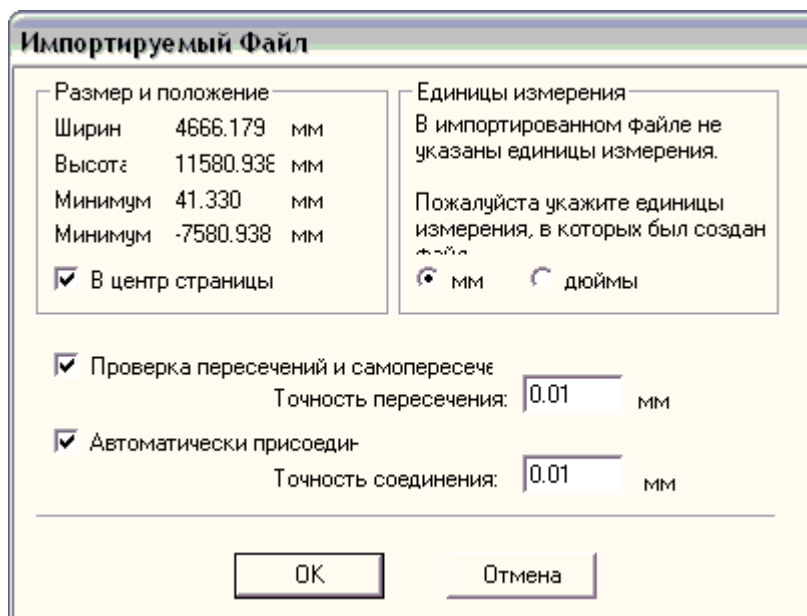 Импортируемый Файл
Размер и положение
Ширин 4666.179 мм
Высота 11580.938 мм
Минимум 41.330 мм
Минимум -7580.938 мм
В центр страницы
Единицы измерения
В импортированном файле не
указаны единицы измерения.
Пожалуйста укажите единицы
измерения, в которых был создан
файл
мм дюймы
Проверка пересечений и самопересече
Точность пересечения: 0.01 мм
Автоматически присоедин
Точность соединения: 0.01 мм
OK Отмена